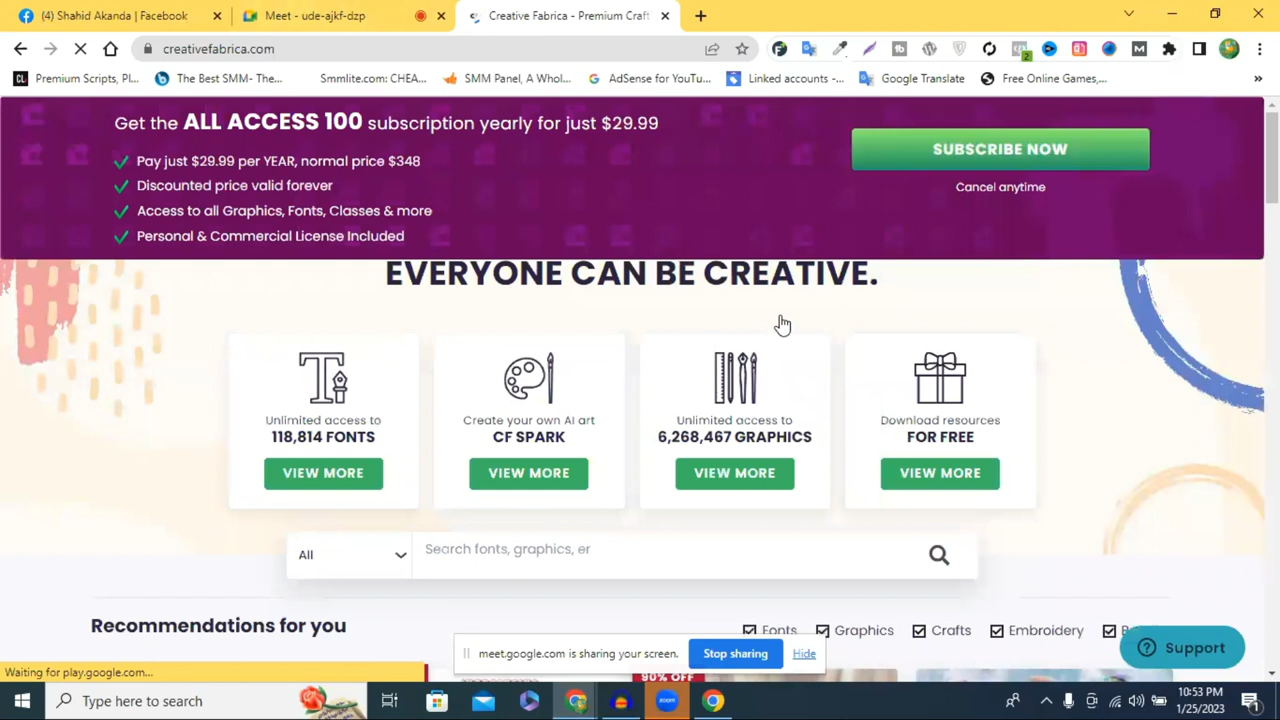 (4) Shahid Akanda | Facebook
Meet - ude-ajkf-dzp
Creative Fabrica - Premium Craft
creativefabrica.com
2
Premium Scripts, Pl...
The Best SMM- The...
Smmlite.com: CHEA...
SMM Panel, A Whol...
AdSense for YouTu...
Linked accounts -...
Google Translate
Free Online Games,...
Get the ALL ACCESS 100 subscription yearly for just $29.99
Pay just $29.99 per YEAR, normal price $348
Discounted price valid forever
Access to all Graphics, Fonts, Classes & more
Personal & Commercial License Included
SUBSCRIBE NOW
Cancel anytime
EVERYONE CAN BE CREATIVE.
Unlimited access to
118,814 FONTS
VIEW MORE
Create your own AI art
CF SPARK
VIEW MORE
Unlimited access to
6,268,467 GRAPHICS
VIEW MORE
Download resources
FOR FREE
VIEW MORE
All
Search fonts, graphics, er
Recommendations for you
Fonts
Graphics
Crafts
Embroidery
Support
meet.google.com is sharing your screen.
Stop sharing
Hide
Waiting for play.google.com...
90% OFF
Type here to search
zoom
10:53 PM
1/25/2023
1